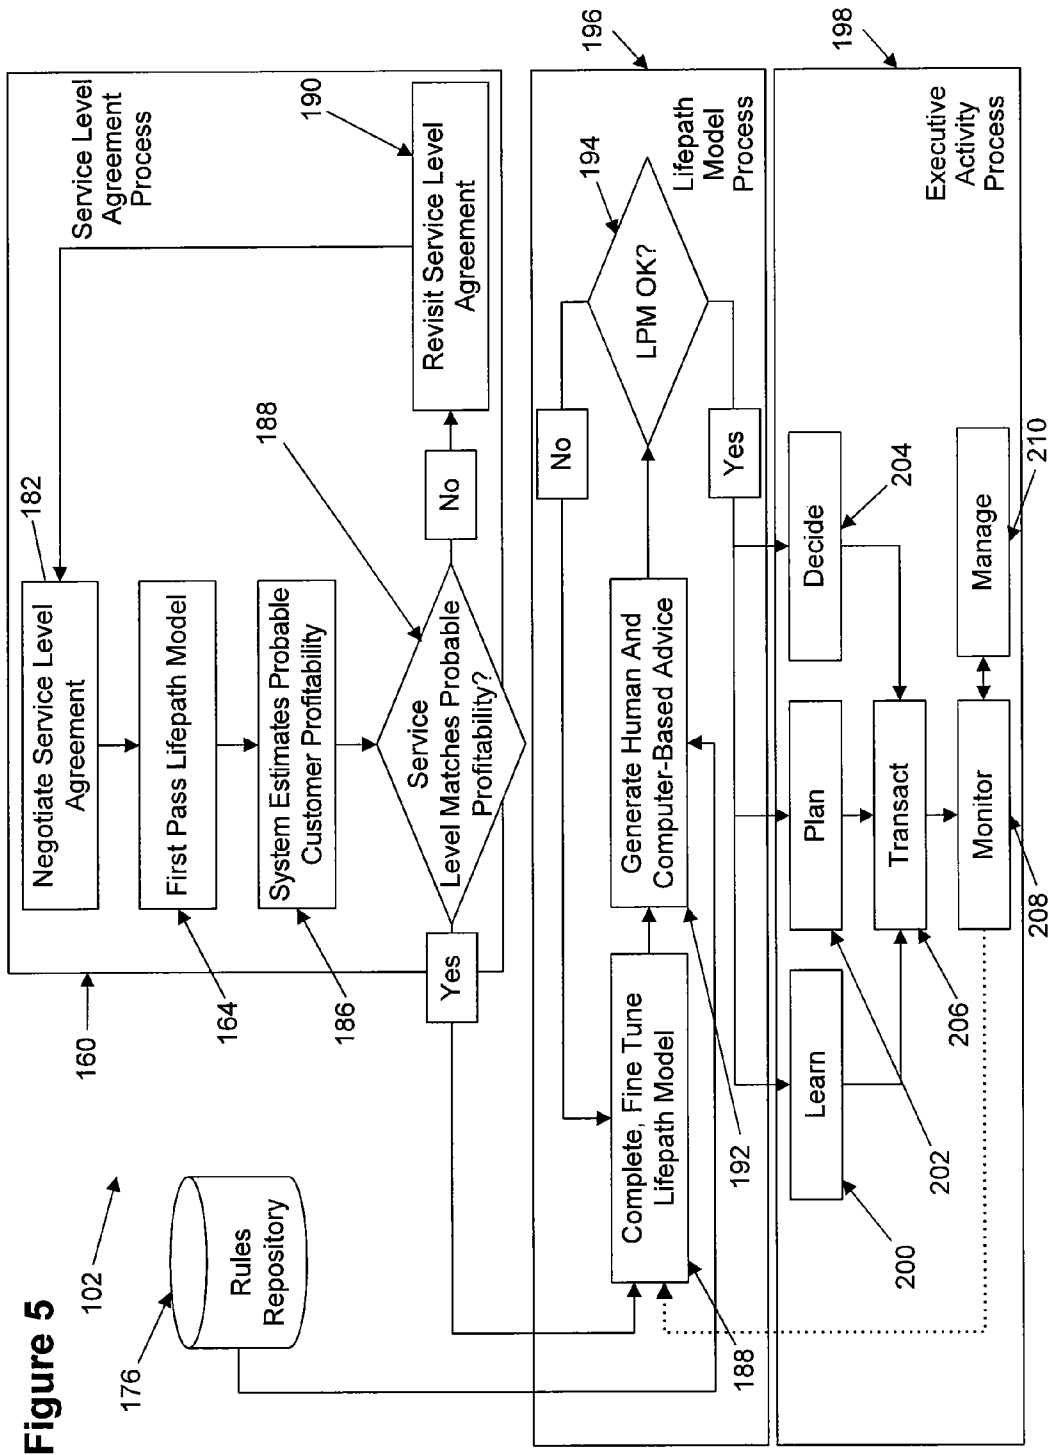 Figure 5
102
176
Rules
Repository
160
Service Level
Agreement
Process
182
Negotiate Service Level
Agreement
164
First Pass Lifepath Model
186
System Estimates Probable
Customer Profitability
188
Service
Level Matches Probable
Profitability?
Yes
No
190
Revisit Service Level
Agreement
196
Lifepath
Model
Process
Complete, Fine Tune
Lifepath Model
188
Generate Human And
Computer-Based Advice
192
LPM OK?
194
No
Yes
198
Executive
Activity
Process
Learn
200
Plan
202
Decide
204
Transact
206
Monitor
208
Manage
210